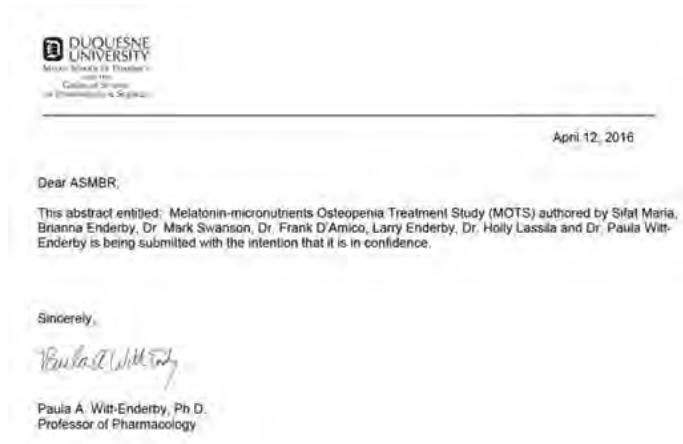 DUQUESNE
UNIVERSITY
April 12, 2016
Dear ASMBR,
This abstract entitled: Melatonin-micronutrients Osteopenia Treatment Study (MOTS) authored by Sifat Maria,
Brianna Enderby, Dr. Mark Swanson, Dr. Frank D'Amico, Larry Enderby, Dr. Holly Lassila and Dr. Paula Witt-
Enderby is being submitted with the intention that it is in confidence.
Sincerely,
Paula A. Witt-Enderby, Ph.D.
Professor of Pharmacology